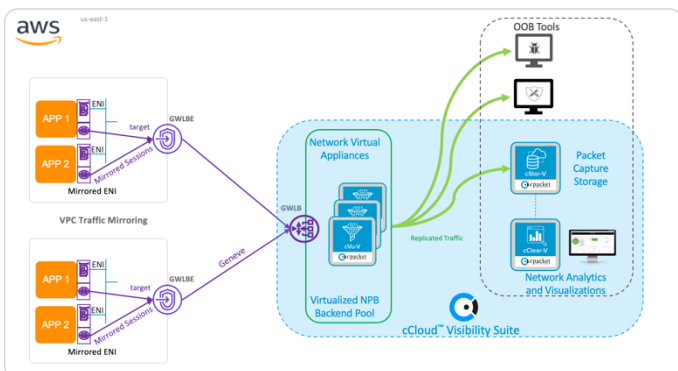 aws
us-east-1
OOB Tools
ENI
APP 1
GWLBE
target
APP 2
Mirrored Sessions
Mirrored ENI
VPC Traffic Mirroring
ENI
APP 1
GWLBE
target
ENI
APP 2
Mirrored Sessions
Mirrored ENI
Geneve
GWLB
Network Virtual
Appliances
cVu-V
cpacket
Virtualized NPB
Backend Pool
Replicated Traffic
cStor-V
cpacket
Packet
Capture
Storage
cClear-V
cpacket
Network Analytics
and Visualizations
cCloud™ Visibility Suite